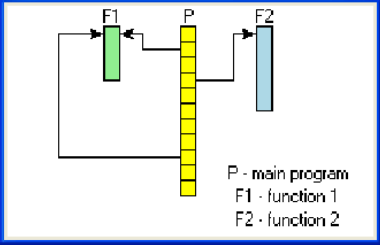 F1 P F2
P - main program
F1 - function 1
F2 - function 2